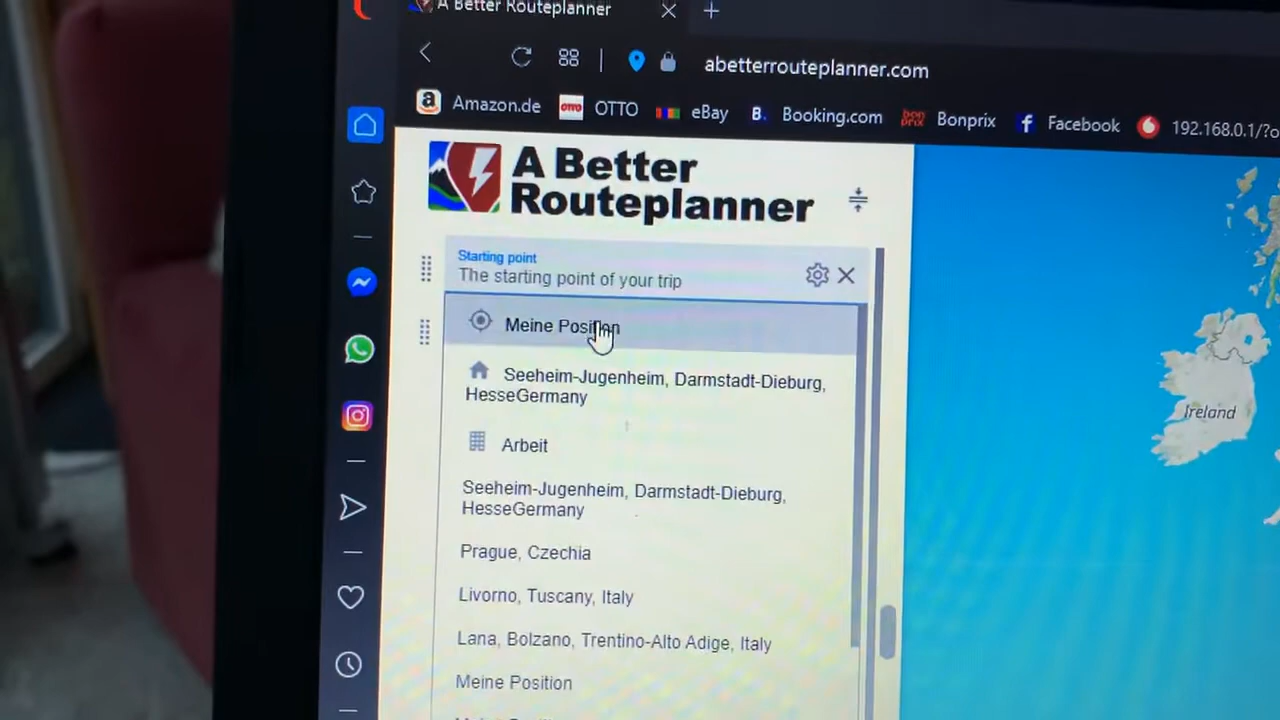 A Better Routeplanner
abetterrouteplanner.com
Amazon.de OTTO eBay Booking.com Bonprix Facebook 192.168.0.1/?o
A Better
Routeplanner
Starting point
The starting point of your trip
Meine Position
Seeheim-Jugenheim, Darmstadt-Dieburg,
HesseGermany
Arbeit
Seeheim-Jugenheim, Darmstadt-Dieburg,
HesseGermany
Prague, Czechia
Livorno, Tuscany, Italy
Lana, Bolzano, Trentino-Alto Adige, Italy
Meine Position
Ireland